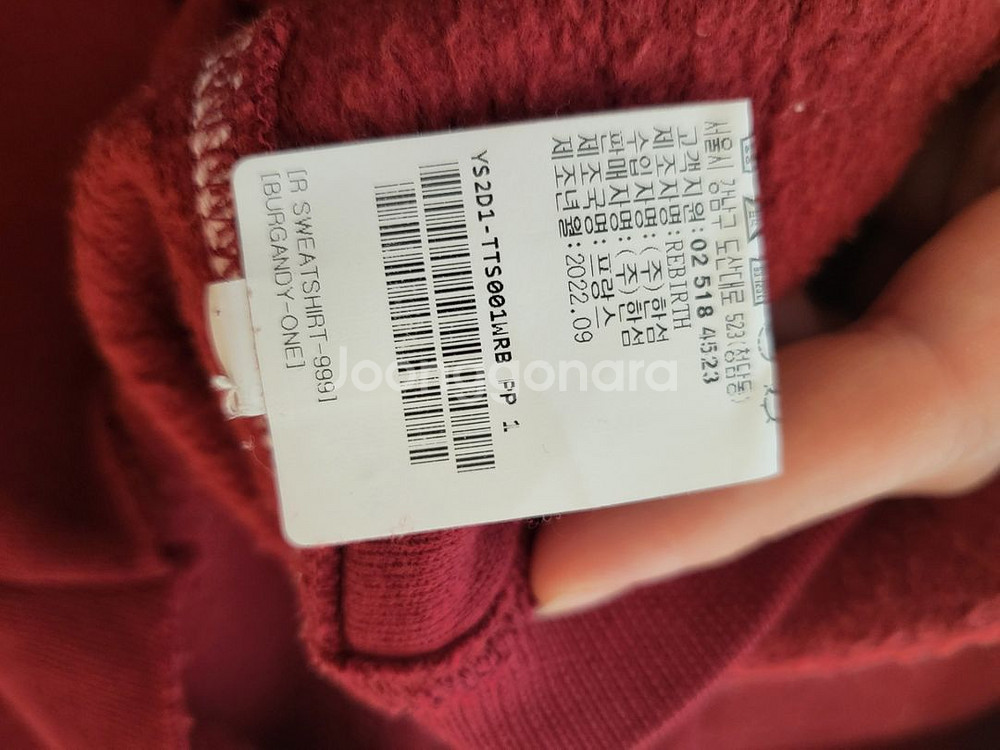 서울시 강남구 도산대로 523(청담동)
고객지원: 02 518 4523
제조자명: REBIRTH
수입자명: (주)한섬
판매자명: (주)한섬
제조국명: 프랑스
제조년월: 2022.09
YS2D1-TTS001WRB PP 1
[R SWEATSHIRT-999]
[BURGANDY-ONE]
Joonggonara